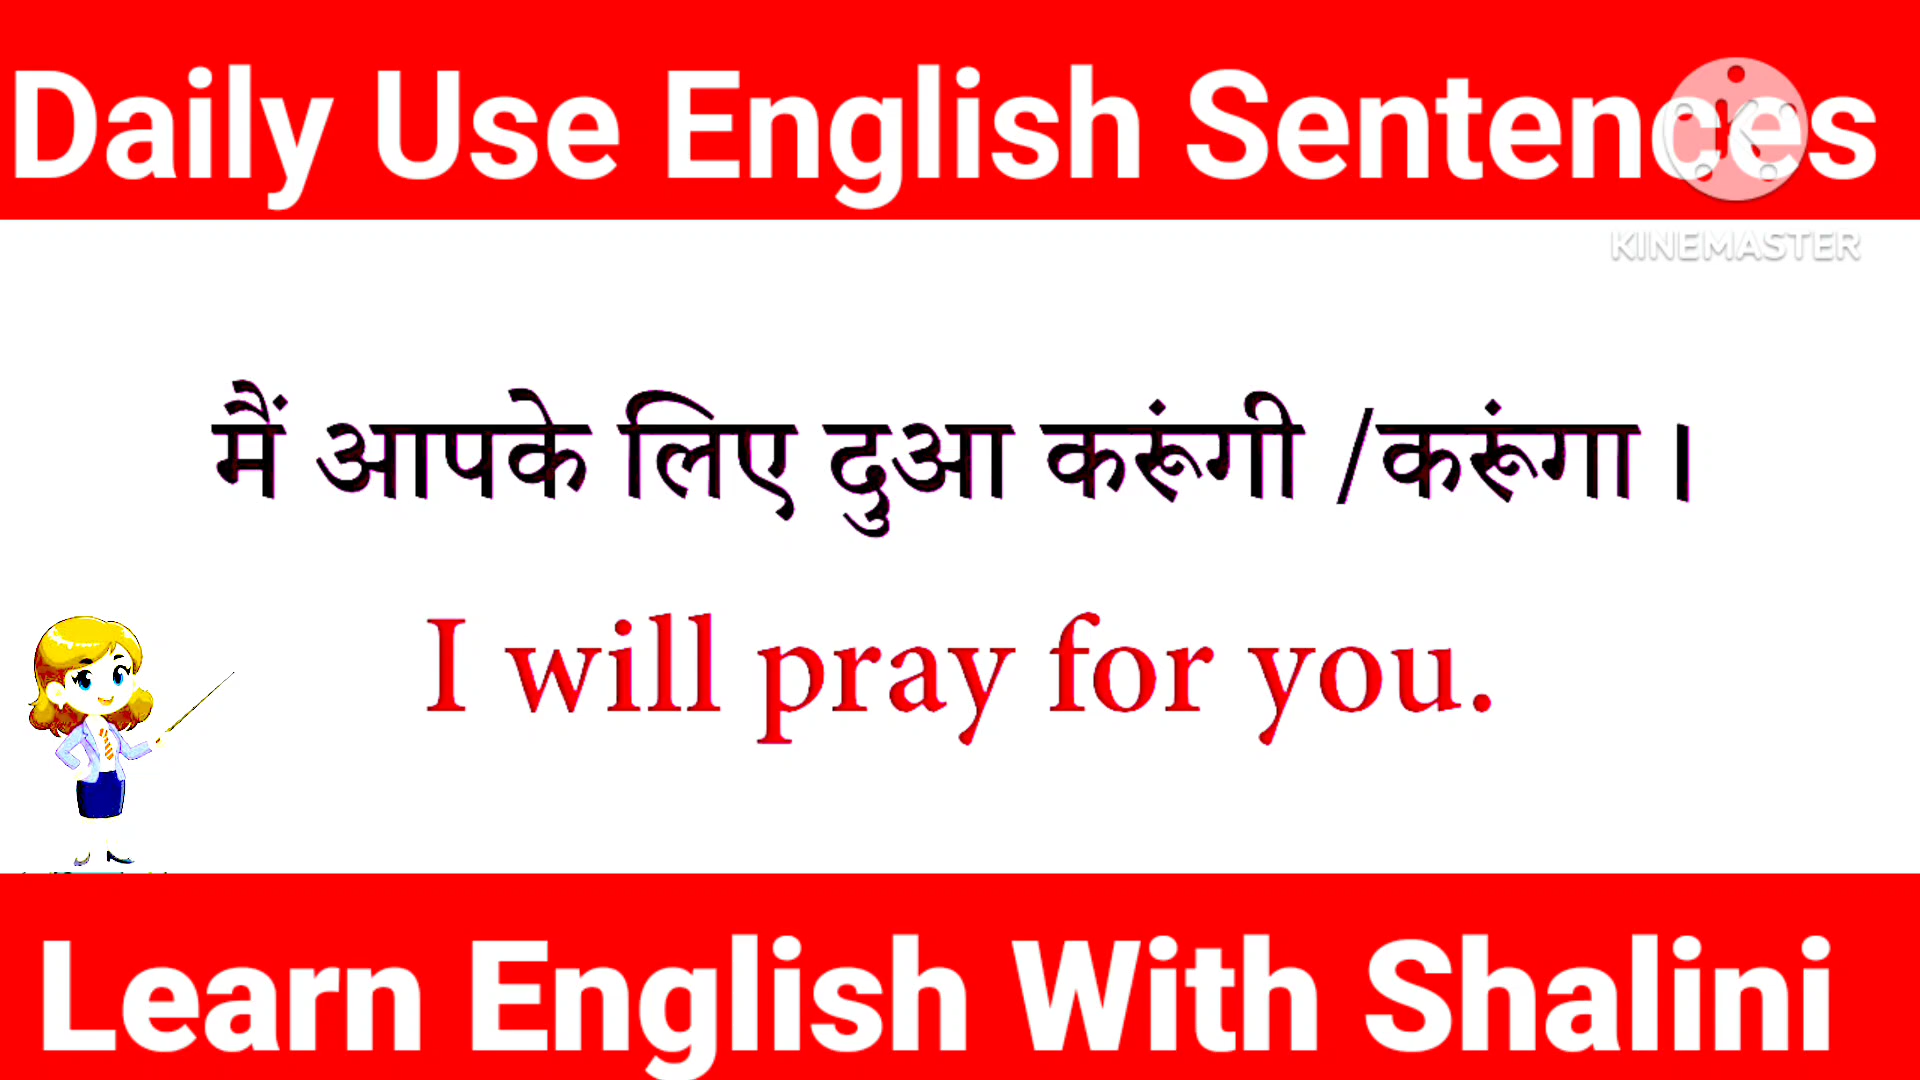 Daily Use English Sentences
KINEMASTER
मैं आपके लिए दुआ करूंगी /करूंगा।
I will pray for you.
Learn English With Shalini